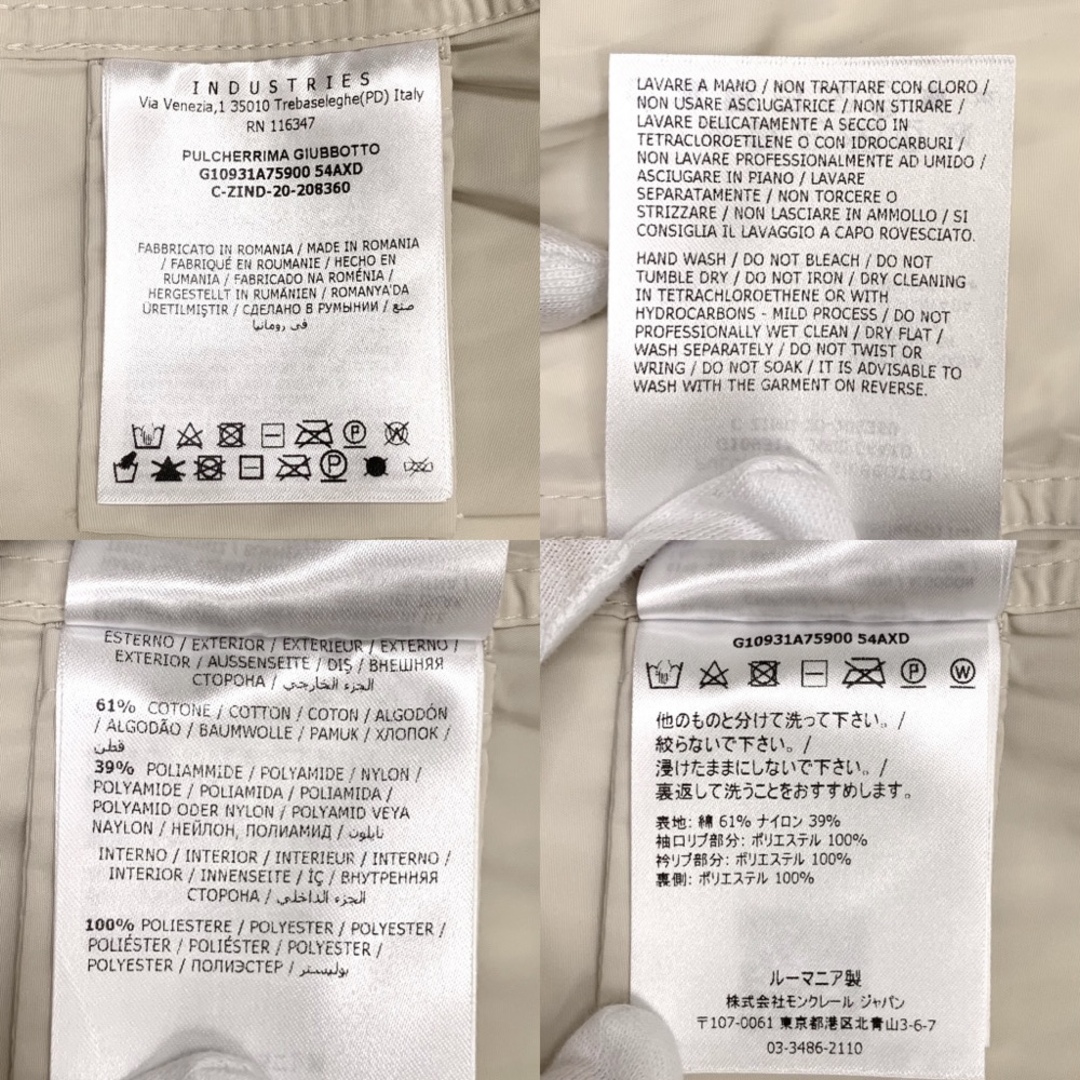 INDUSTRIES
Via Venezia,1 35010 Trebaseleghe(PD) Italy
RN 116347
PULCHERRIMA GIUBBOTTO
G10931A75900 54AXD
C-ZIND-20-208360
FABBRICATO IN ROMANIA / MADE IN ROMANIA
/ FABRIQUÉ EN ROUMANIE / HECHO EN
RUMANIA / FABRICADO NA ROMÉNIA /
HERGESTELLT IN RUMÄNIEN / ROMANYA'DA
ÜRETILMIŞTIR / СДЕЛАНО В РУМЫНИИ / صنع
في رومانيا
LAVARE A MANO / NON TRATTARE CON CLORO /
NON USARE ASCIUGATRICE / NON STIRARE /
LAVARE DELICATAMENTE A SECCO IN
TETRACLOROETILENE O CON IDROCARBURI /
NON LAVARE PROFESSIONALMENTE AD UMIDO /
ASCIUGARE IN PIANO / LAVARE
SEPARATAMENTE / NON TORCERE O
STRIZZARE / NON LASCIARE IN AMMOLLO / SI
CONSIGLIA IL LAVAGGIO A CAPO ROVESCIATO.
HAND WASH / DO NOT BLEACH / DO NOT
TUMBLE DRY / DO NOT IRON / DRY CLEANING
IN TETRACHLOROETHENE OR WITH
HYDROCARBONS - MILD PROCESS / DO NOT
PROFESSIONALLY WET CLEAN / DRY FLAT /
WASH SEPARATELY / DO NOT TWIST OR
WRING / DO NOT SOAK / IT IS ADVISABLE TO
WASH WITH THE GARMENT ON REVERSE.
ESTERNO / EXTERIOR / EXTERIEUR / EXTERNO /
EXTERIOR / AUSSENSEITE / DIŞ / ВНЕШНЯЯ
СТОРОНА / الجزء الخارجي
61% COTONE / COTTON / COTON / ALGODÓN
/ ALGODÃO / BAUMWOLLE / PAMUK / ХЛОПОК /
قطن
39% POLIAMMIDE / POLYAMIDE / NYLON /
POLYAMIDE / POLIAMIDA / POLIAMIDA /
POLYAMID ODER NYLON / POLYAMID VEYA
NAYLON / НЕЙЛОН, ПОЛИАМИД / نايلون
INTERNO / INTERIOR / INTERIEUR / INTERNO /
INTERIOR / INNENSEITE / İÇ / ВНУТРЕННЯЯ
СТОРОНА / الجزء الداخلي
100% POLIESTERE / POLYESTER / POLYESTER /
POLIÉSTER / POLIÉSTER / POLYESTER /
POLYESTER / ПОЛИЭСТЕР / بوليستر
G10931A75900 54AXD
P W
他のものと分けて洗って下さい。/
絞らないで下さい。/
浸けたままにしないで下さい。/
裏返して洗うことをおすすめします。
表地: 綿 61% ナイロン 39%
袖口リブ部分: ポリエステル 100%
衿リブ部分: ポリエステル 100%
裏側: ポリエステル 100%
ルーマニア製
株式会社モンクレール ジャパン
〒107-0061 東京都港区北青山3-6-7
03-3486-2110